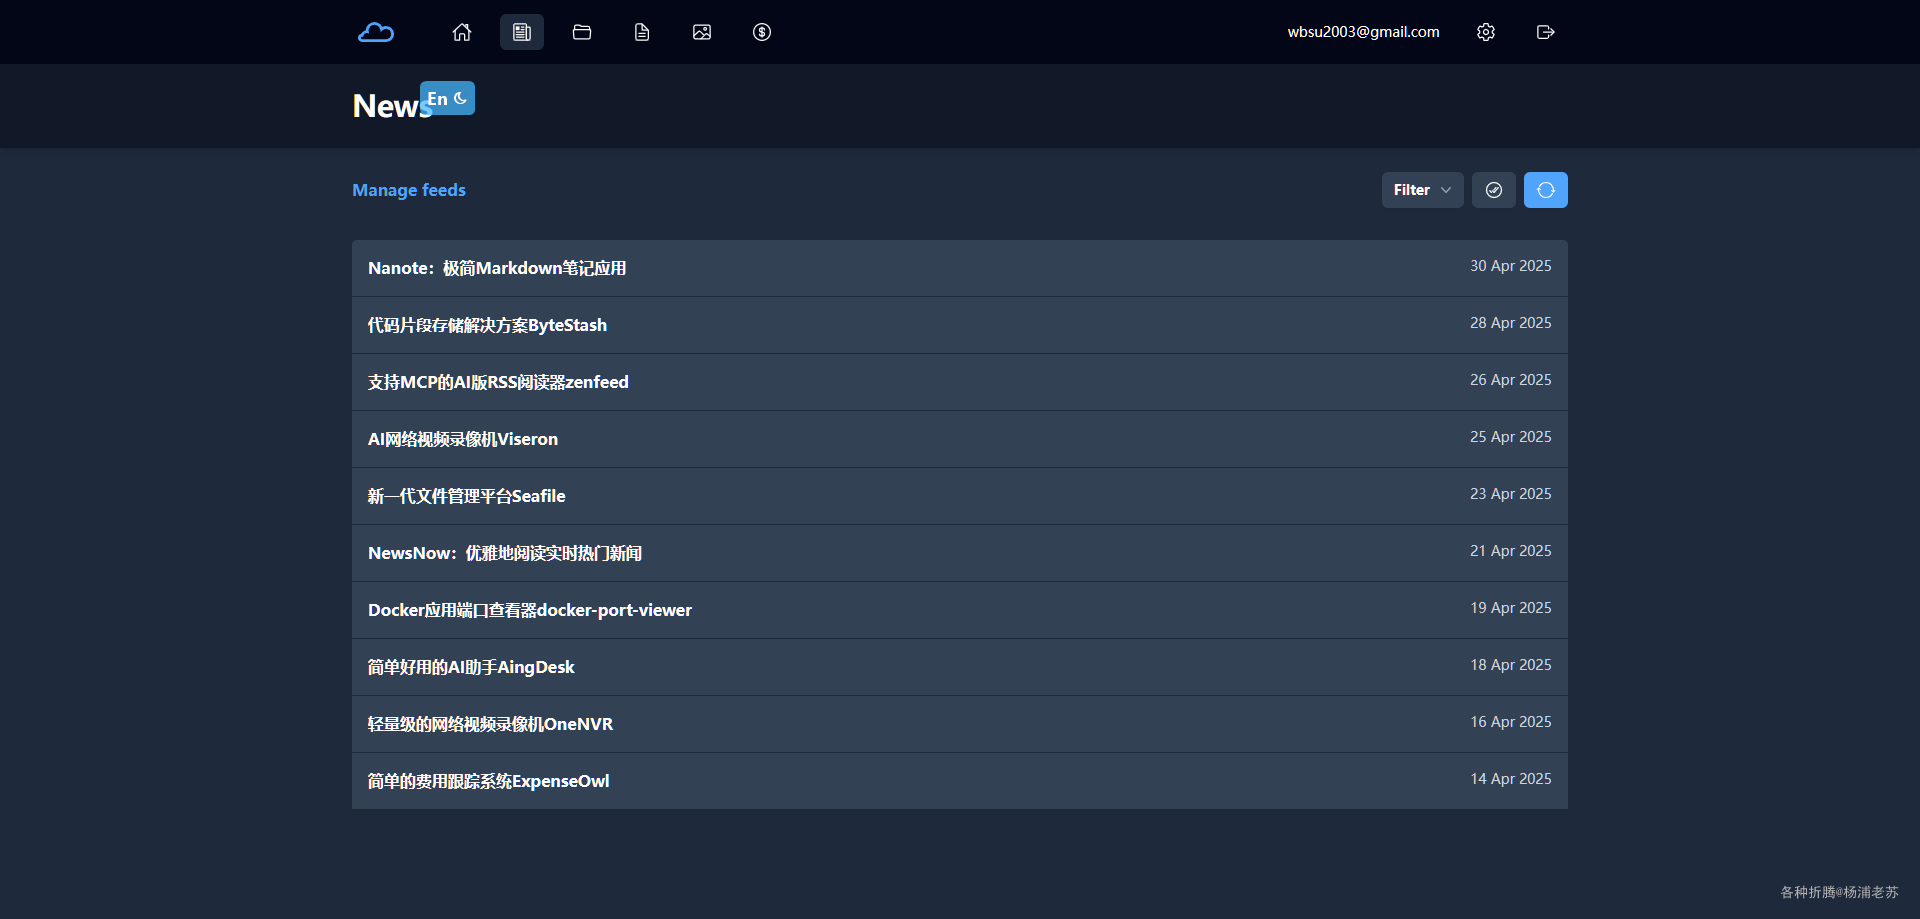 wbsu2003@gmail.com
News
En
Manage feeds
Filter
Nanote：极简Markdown笔记应用
30 Apr 2025
代码片段存储解决方案ByteStash
28 Apr 2025
支持MCP的AI版RSS阅读器zenfeed
26 Apr 2025
AI网络视频录像机Viseron
25 Apr 2025
新一代文件管理平台Seafile
23 Apr 2025
NewsNow：优雅地阅读实时热门新闻
21 Apr 2025
Docker应用端口查看器docker-port-viewer
19 Apr 2025
简单好用的AI助手AingDesk
18 Apr 2025
轻量级的网络视频录像机OneNVR
16 Apr 2025
简单的费用跟踪系统ExpenseOwl
14 Apr 2025
各种折腾@杨浦老苏